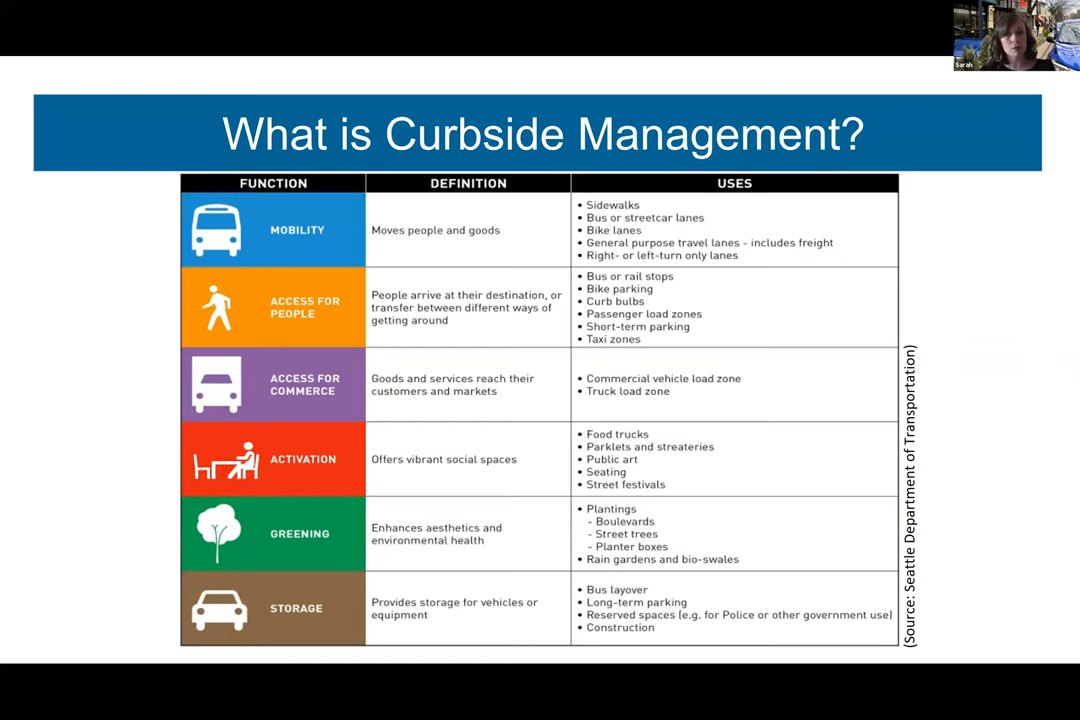 Sarah
What is Curbside Management?
FUNCTION
DEFINITION
USES
MOBILITY
Moves people and goods
• Sidewalks
• Bus or streetcar lanes
• Bike lanes
• General purpose travel lanes - includes freight
• Right- or left-turn only lanes
ACCESS FOR
PEOPLE
People arrive at their destination, or
transfer between different ways of
getting around
• Bus or rail stops
• Bike parking
• Curb bulbs
• Passenger load zones
• Short-term parking
• Taxi zones
ACCESS FOR
COMMERCE
Goods and services reach their
customers and markets
• Commercial vehicle load zone
• Truck load zone
ACTIVATION
Offers vibrant social spaces
• Food trucks
• Parklets and streateries
• Public art
• Seating
• Street festivals
GREENING
Enhances aesthetics and
environmental health
• Plantings
- Boulevards
- Street trees
- Planter boxes
• Rain gardens and bio-swales
STORAGE
Provides storage for vehicles or
equipment
• Bus layover
• Long-term parking
• Reserved spaces (e.g. for Police or other government use)
• Construction
(Source: Seattle Department of Transportation)